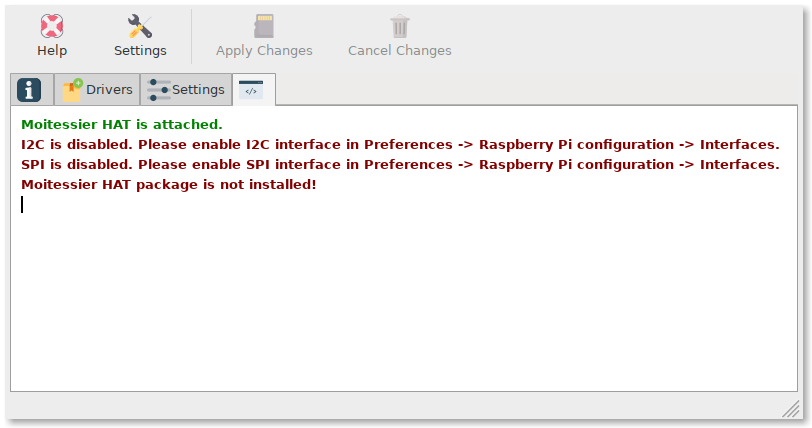 Help Settings Apply Changes Cancel Changes
Drivers Settings
Moitessier HAT is attached.
I2C is disabled. Please enable I2C interface in Preferences -> Raspberry Pi configuration -> Interfaces.
SPI is disabled. Please enable SPI interface in Preferences -> Raspberry Pi configuration -> Interfaces.
Moitessier HAT package is not installed!